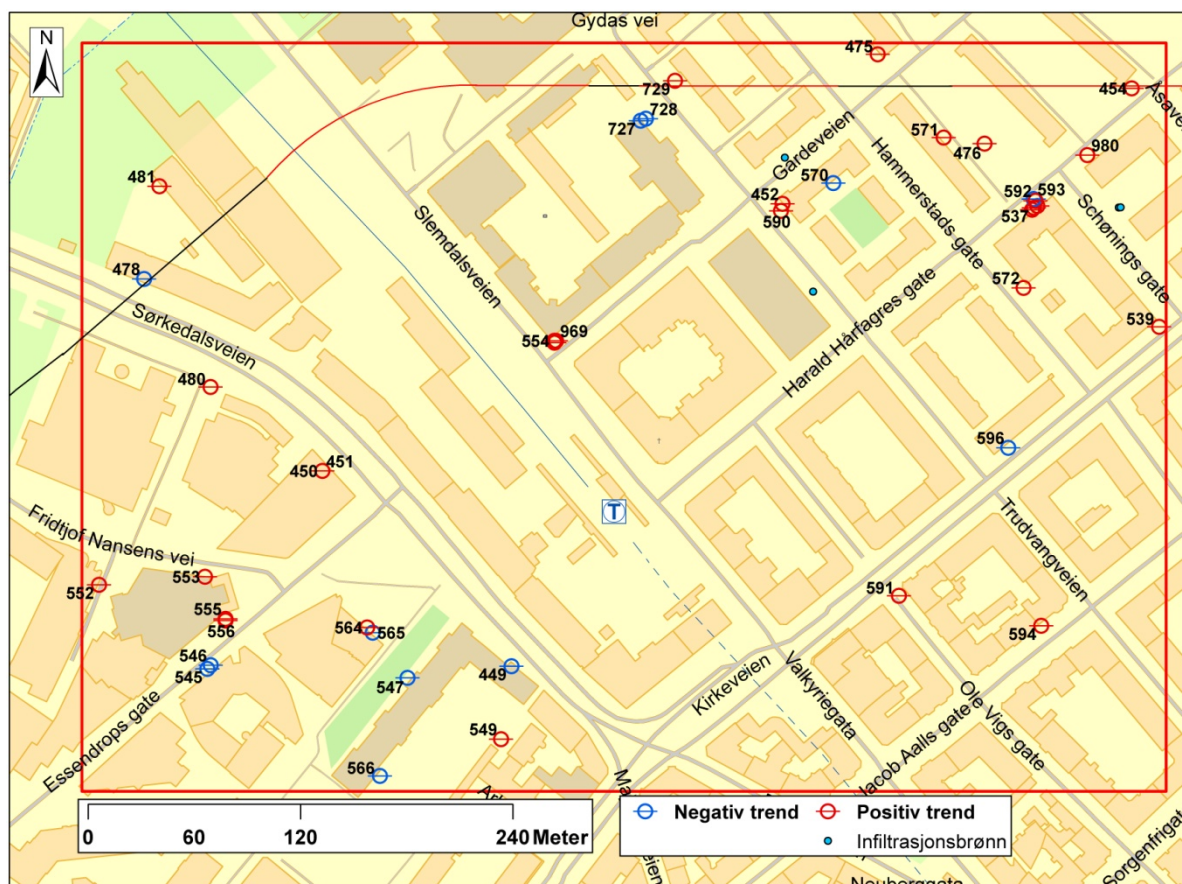 Gydas vei
N
475
729
454
Åsave
728
727
571
476
980
Gardeveien
Hammerstads gate
481
570
452
590
592
593
537
Schønings gate
Slemdalsveien
478
572
Sørkedalsveien
554
969
Harald Hårfagres gate
539
480
596
450
451
T
Trudvangveien
Fridtjof Nansens vei
553
552
591
555
556
564
565
594
546
545
547
449
Kirkeveien
Valkyriegata
Ole Vigs gate
Essendrops gate
549
Jacob Aalls gate
566
0 60 120 240 Meter
Negativ trend
Positiv trend
Infiltrasjonsbrønn
Sorgenfrigat
Neuberggata